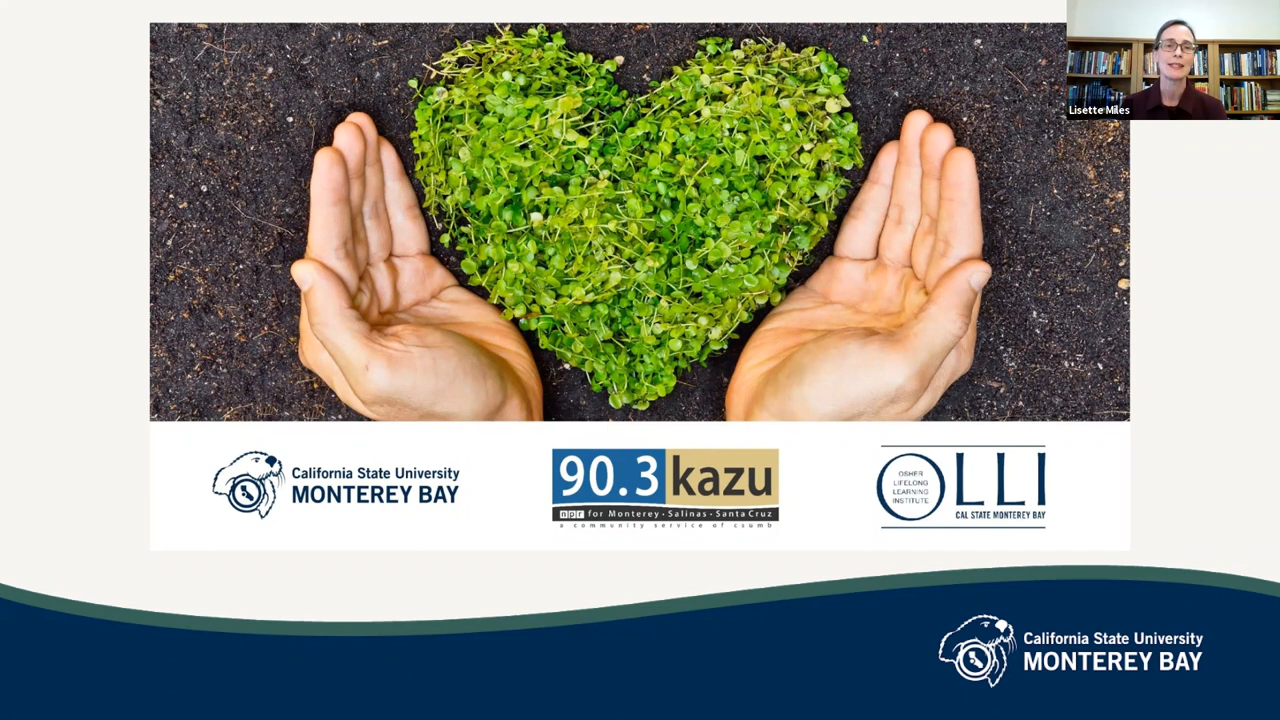 Lisette Miles
California State University
MONTEREY BAY
90.3 kazu
npr for Monterey • Salinas • Santa Cruz
a community service of csumb
OSHER
LIFELONG
LEARNING
INSTITUTE
OLLI
CAL STATE MONTEREY BAY
California State University
MONTEREY BAY